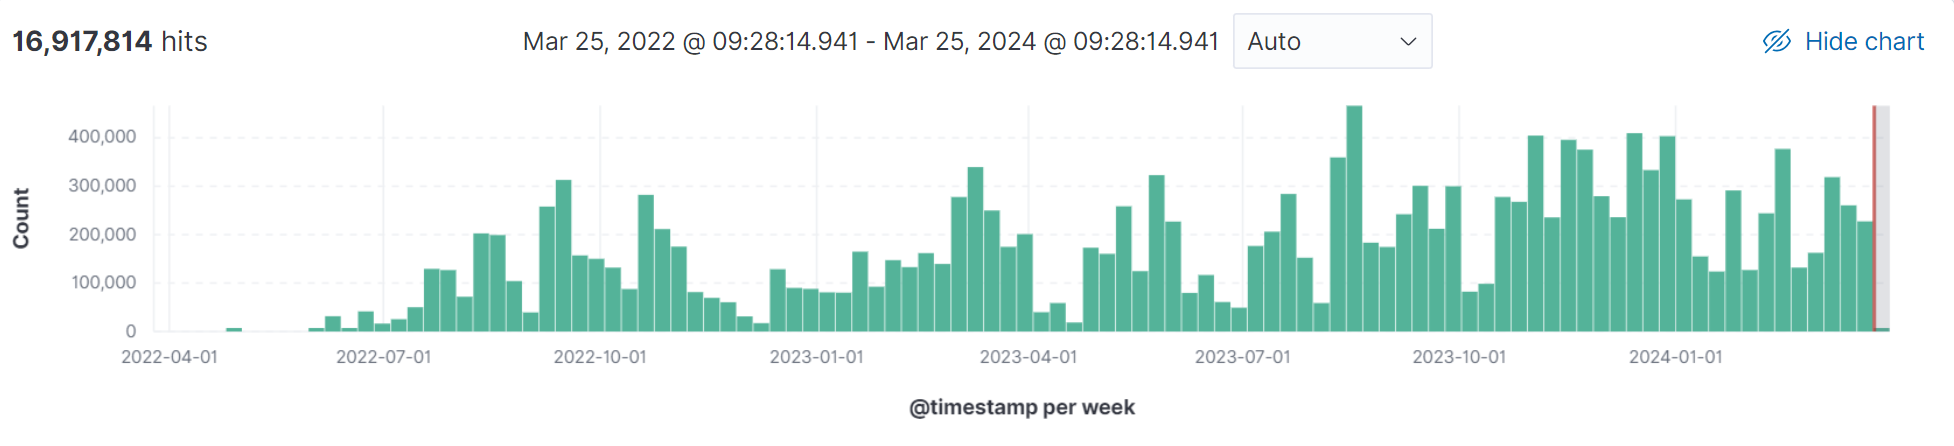 16,917,814 hits
Mar 25, 2022 @ 09:28:14.941 - Mar 25, 2024 @ 09:28:14.941
Auto
Hide chart
Count
400,000
300,000
200,000
100,000
0
2022-04-01
2022-07-01
2022-10-01
2023-01-01
2023-04-01
2023-07-01
2023-10-01
2024-01-01
@timestamp per week